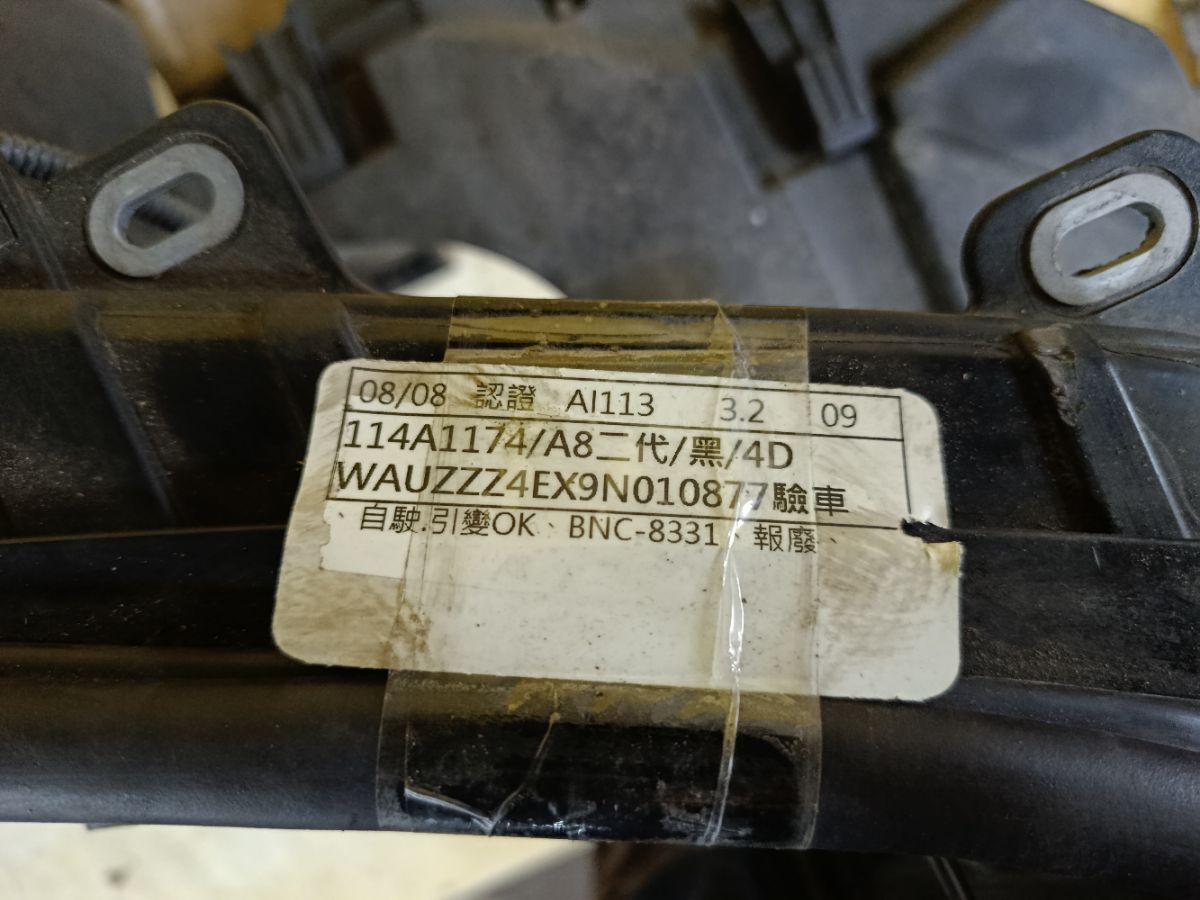 08/08 認證 AI113 3.2 09
114A1174/A8二代/黑/4D
WAUZZZ4EX9N010877驗車
、自駛.引變OK、BNC-8331、報廢、